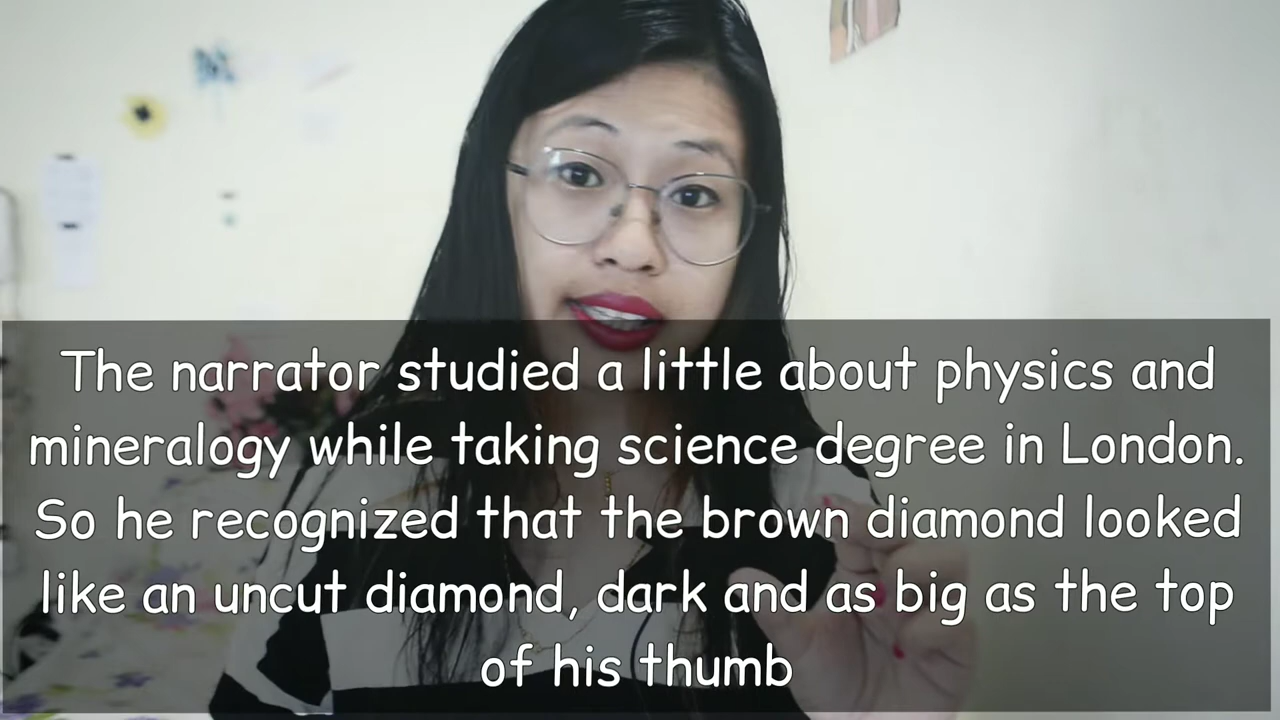 The narrator studied a little about physics and
mineralogy while taking science degree in London.
So he recognized that the brown diamond looked
like an uncut diamond, dark and as big as the top
of his thumb